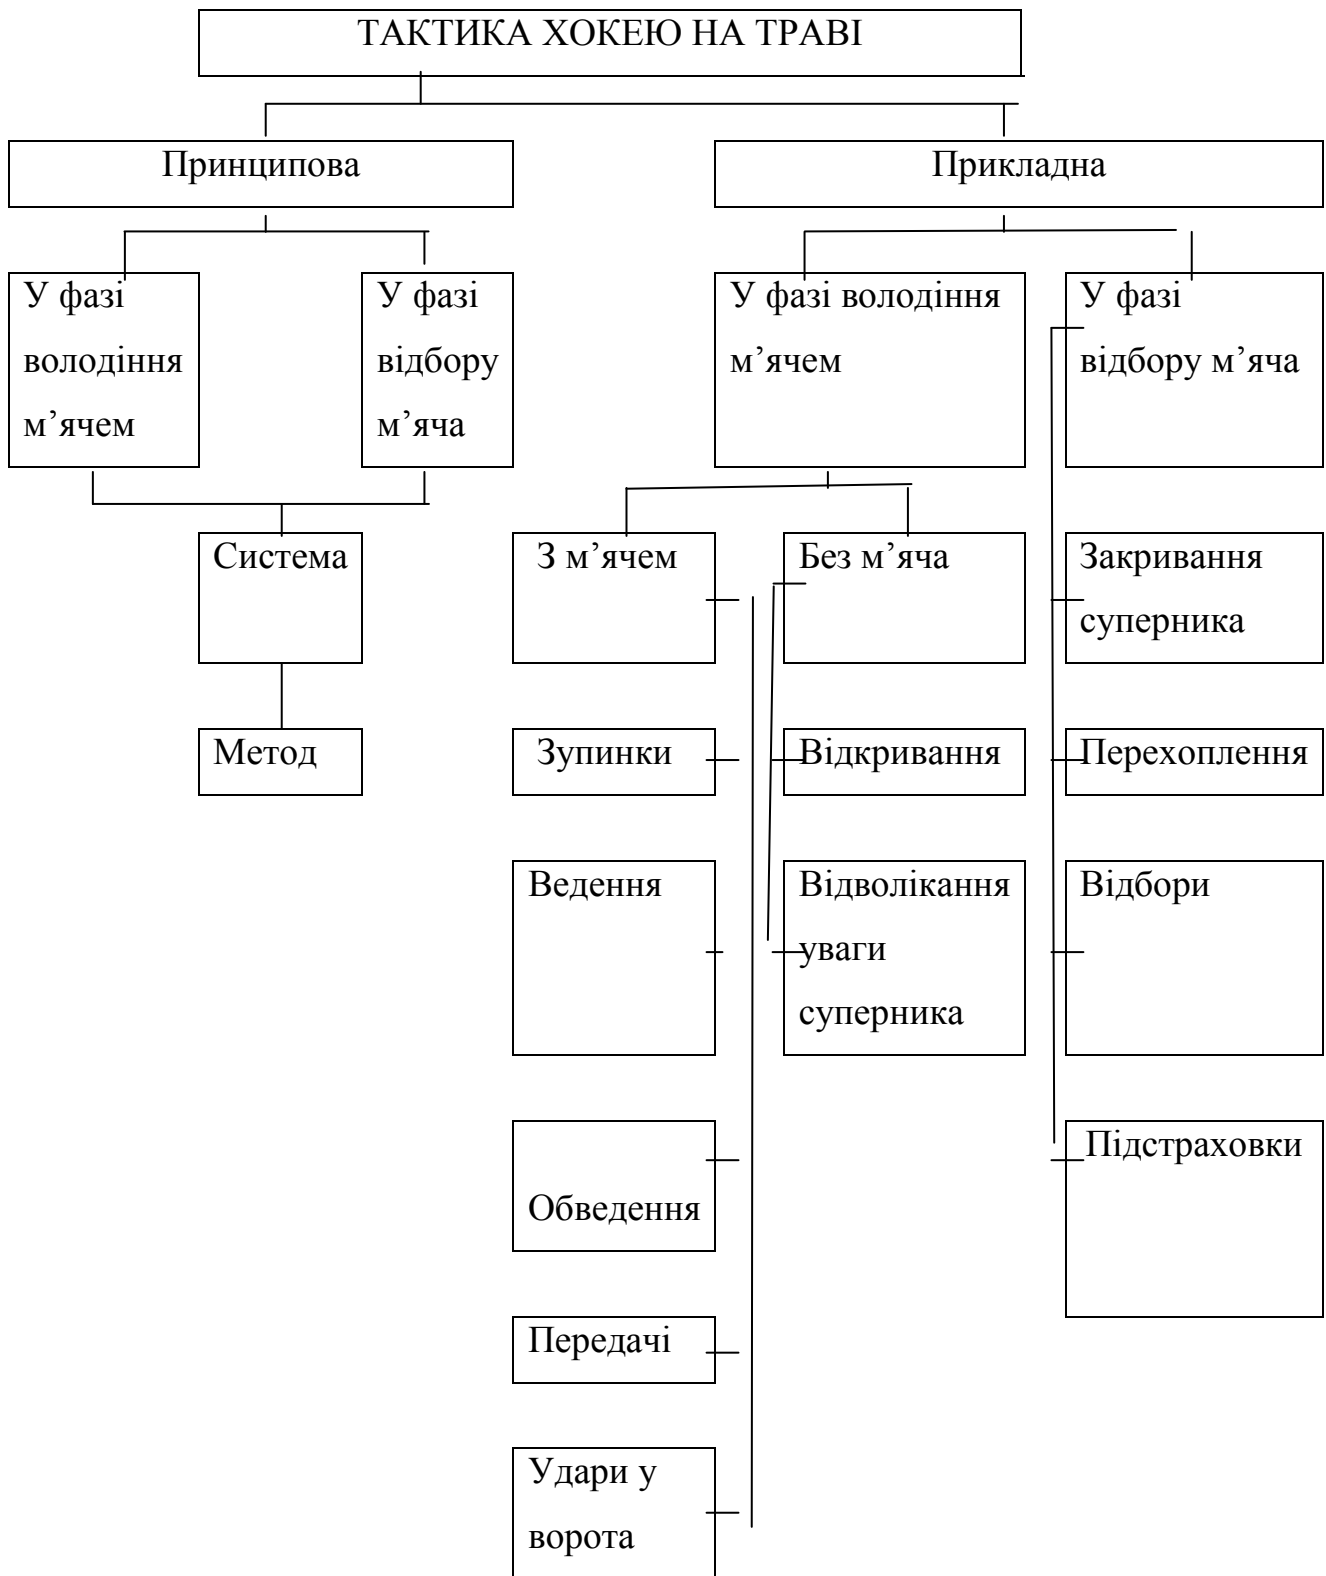 ТАКТИКА ХОКЕЮ НА ТРАВІ
Принципова
Прикладна
У фазі
володіння
м’ячем
У фазі
відбору
м’яча
У фазі володіння
м’ячем
У фазі
відбору м’яча
Система
З м’ячем
Без м’яча
Закривання
суперника
Метод
Зупинки
Відкривання
Перехоплення
Ведення
Відволікання
уваги
суперника
Відбори
Обведення
Підстраховки
Передачі
Удари у
ворота